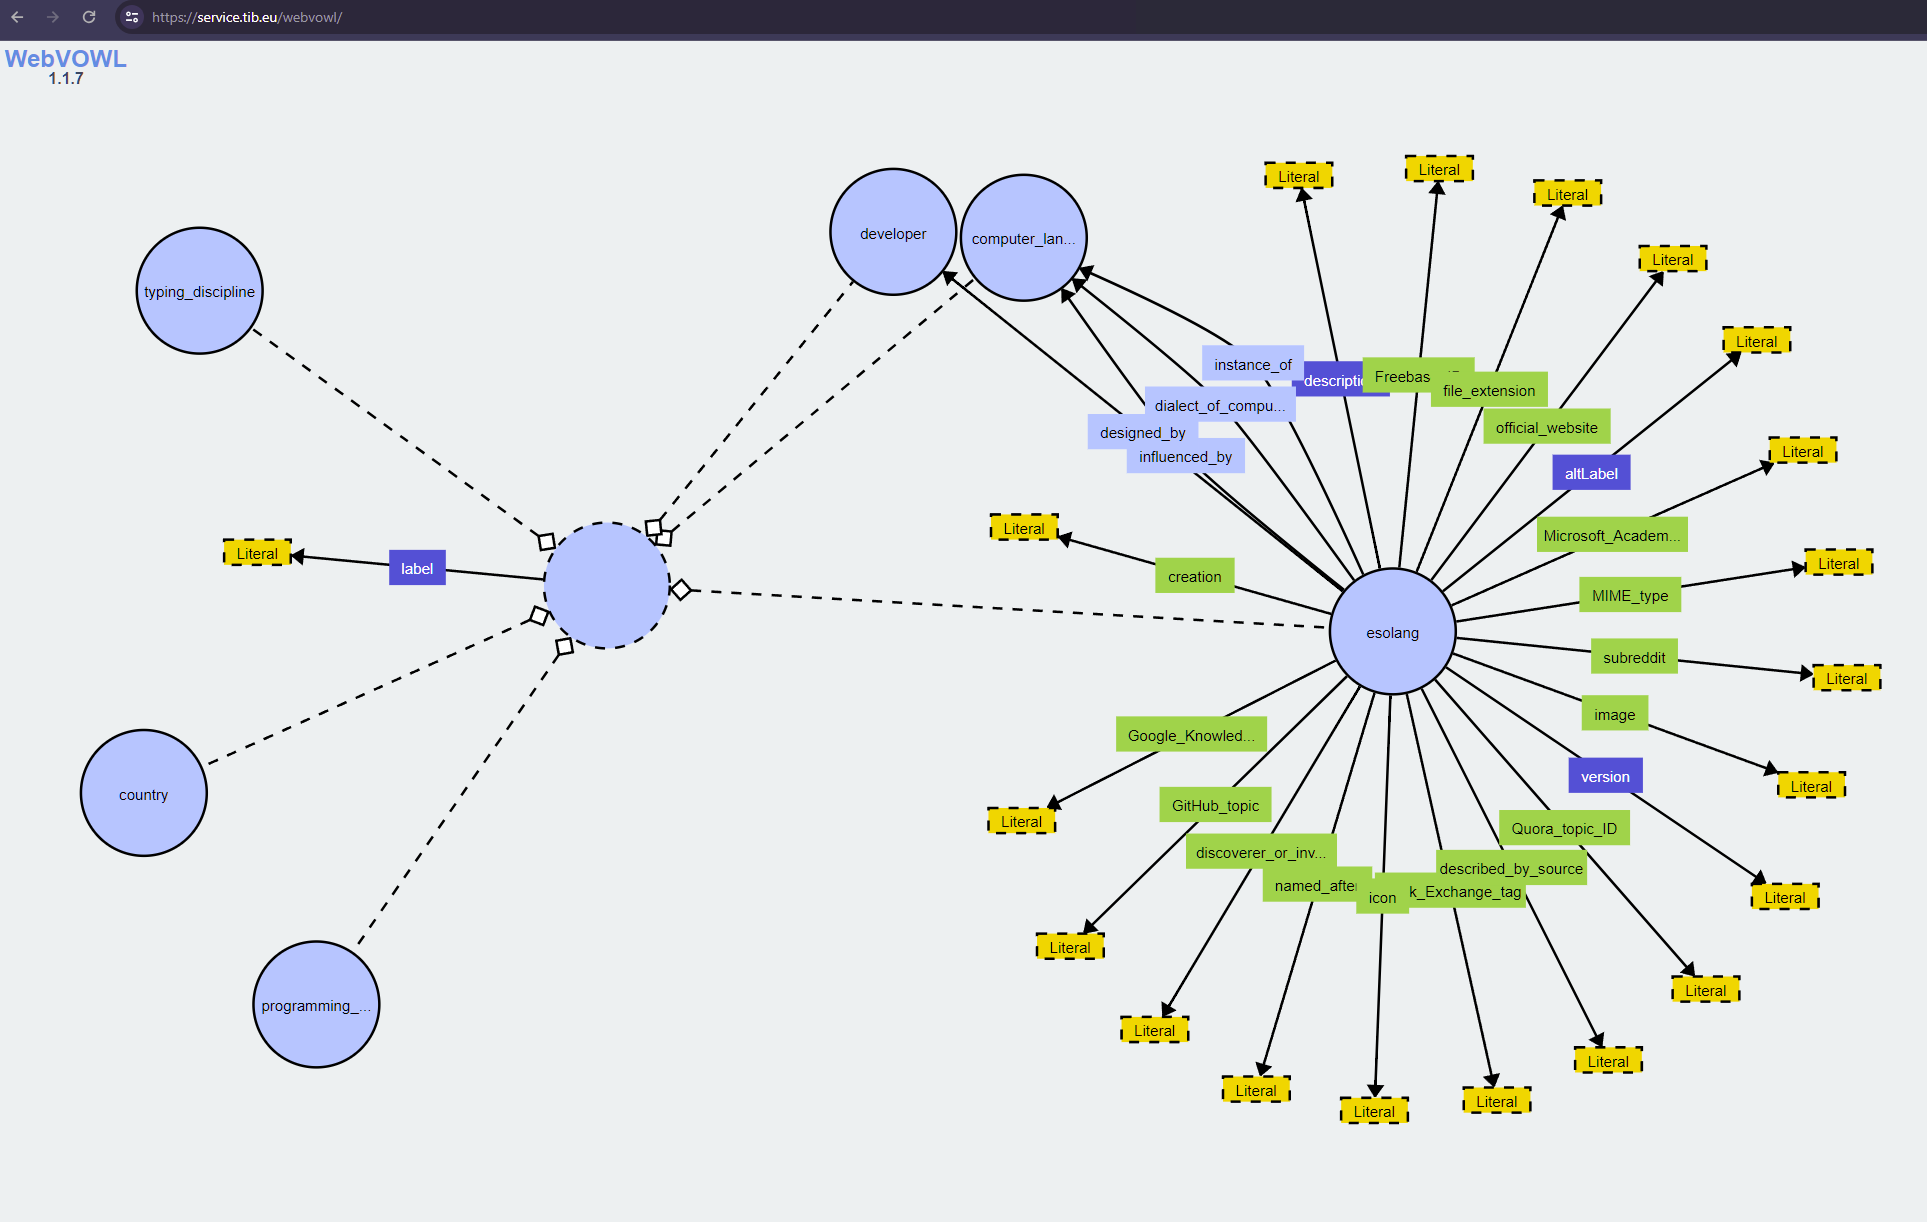 https://service.tib.eu/webvowl/
WebVOWL
1.1.7
Literal
Literal
Literal
developer
computer_lan...
Literal
typing_discipline
Literal
instance_of
description
Freebas
file_extension
dialect_of_compu...
official_website
designed_by
influenced_by
Literal
altLabel
Literal
Literal
label
creation
Microsoft_Academ...
Literal
MIME_type
esolang
subreddit
Literal
image
Google_Knowled...
version
Literal
country
GitHub_topic
Literal
Quora_topic_ID
discoverer_or_inv...
described_by_source
named_after
icon
k_Exchange_tag
Literal
Literal
programming_...
Literal
Literal
Literal
Literal
Literal
Literal
Literal